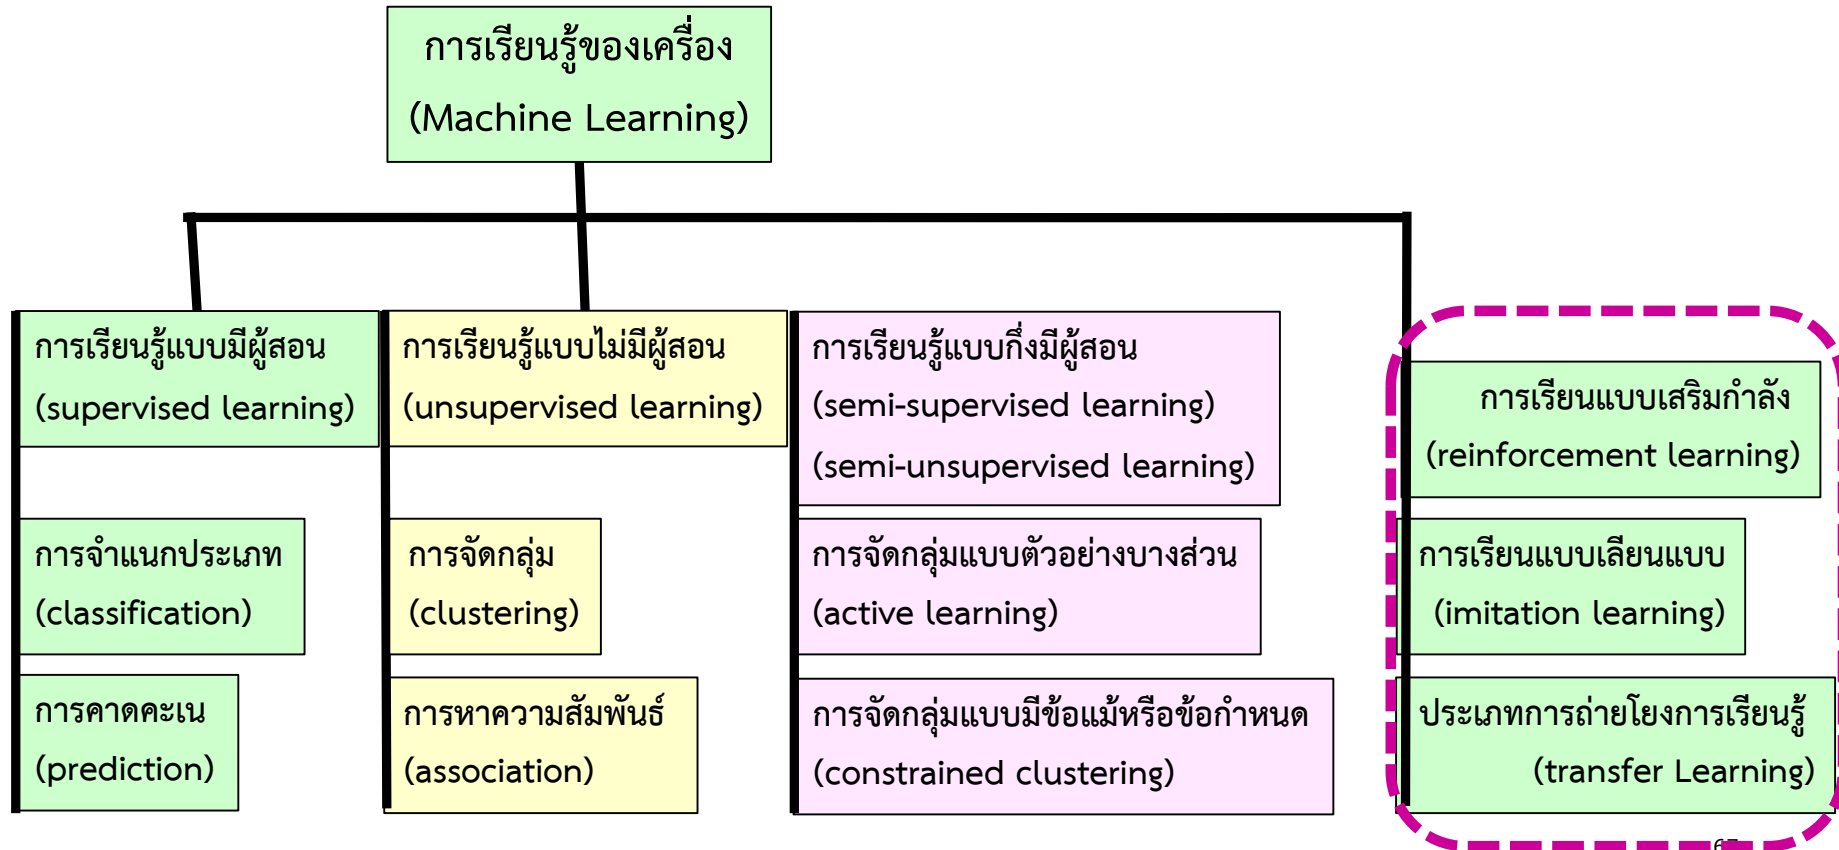 การเรียนรู้ของเครื่อง
(Machine Learning)
การเรียนรู้แบบมีผู้สอน
(supervised learning)
การจำแนกประเภท
(classification)
การคาดคะเน
(prediction)
การเรียนรู้แบบไม่มีผู้สอน
(unsupervised learning)
การจัดกลุ่ม
(clustering)
การหาความสัมพันธ์
(association)
การเรียนรู้แบบกึ่งมีผู้สอน
(semi-supervised learning)
(semi-unsupervised learning)
การจัดกลุ่มแบบตัวอย่างบางส่วน
(active learning)
การจัดกลุ่มแบบมีข้อแม้หรือข้อกำหนด
(constrained clustering)
การเรียนแบบเสริมกำลัง
(reinforcement learning)
การเรียนแบบเลียนแบบ
(imitation learning)
ประเภทการถ่ายโยงการเรียนรู้
(transfer Learning)